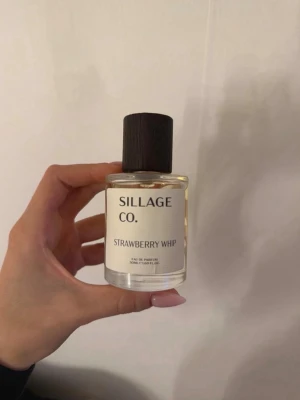 SILLAGE
CO.
STRAWBERRY WHIP
EAU DE PARFUM